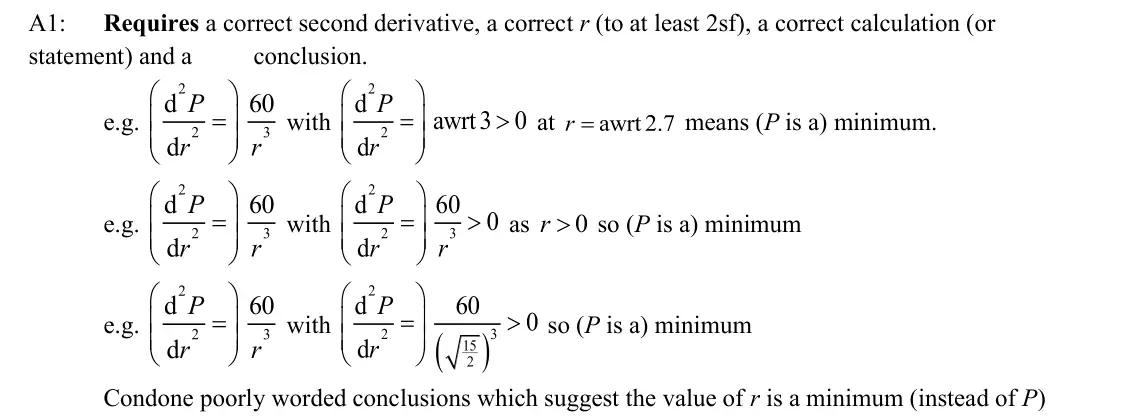 A1: Requires a correct second derivative, a correct r (to at least 2sf), a correct calculation (or
statement) and a conclusion.
e.g. (d²P/dr² =) 60/r³ with (d²P/dr² =) awrt 3 > 0 at r = awrt 2.7 means (P is a) minimum.
e.g. (d²P/dr² =) 60/r³ with (d²P/dr² =) 60/r³ > 0 as r > 0 so (P is a) minimum
e.g. (d²P/dr² =) 60/r³ with (d²P/dr² =) 60/(√(15/2))³ > 0 so (P is a) minimum
Condone poorly worded conclusions which suggest the value of r is a minimum (instead of P)